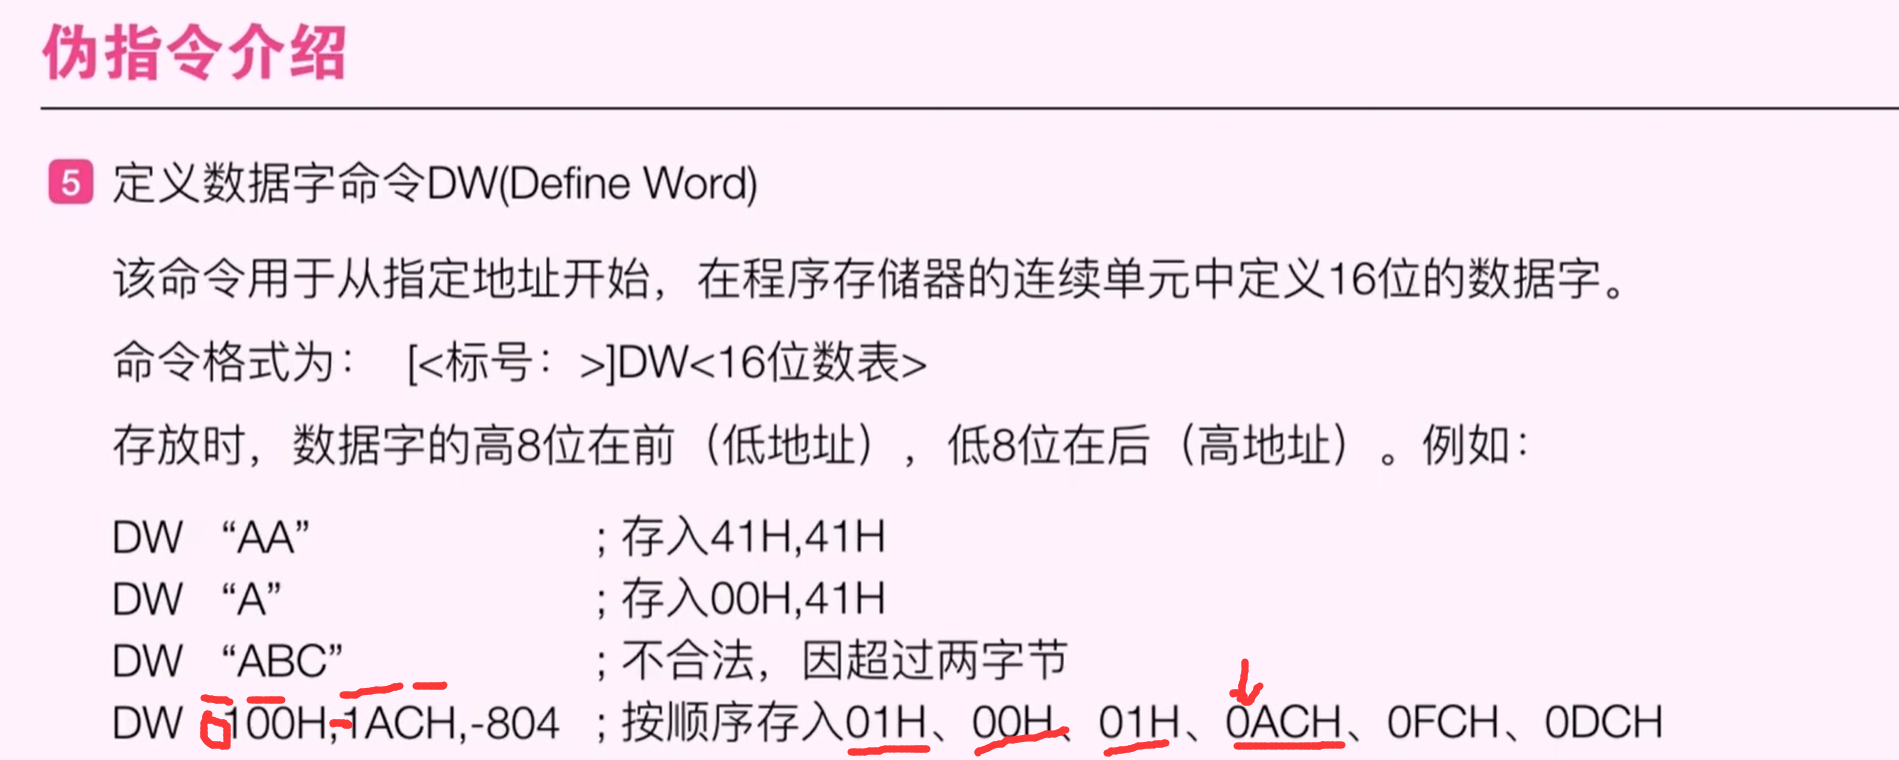 伪指令介绍
5 定义数据字命令DW(Define Word)
该命令用于从指定地址开始，在程序存储器的连续单元中定义16位的数据字。
命令格式为： [<标号：>]DW<16位数表>
存放时，数据字的高8位在前（低地址），低8位在后（高地址）。例如：
DW “AA” ；存入41H,41H
DW “A” ；存入00H,41H
DW “ABC” ；不合法，因超过两字节
DW 0100H,1ACH,-804 ；按顺序存入01H、00H、01H、0ACH、0FCH、0DCH